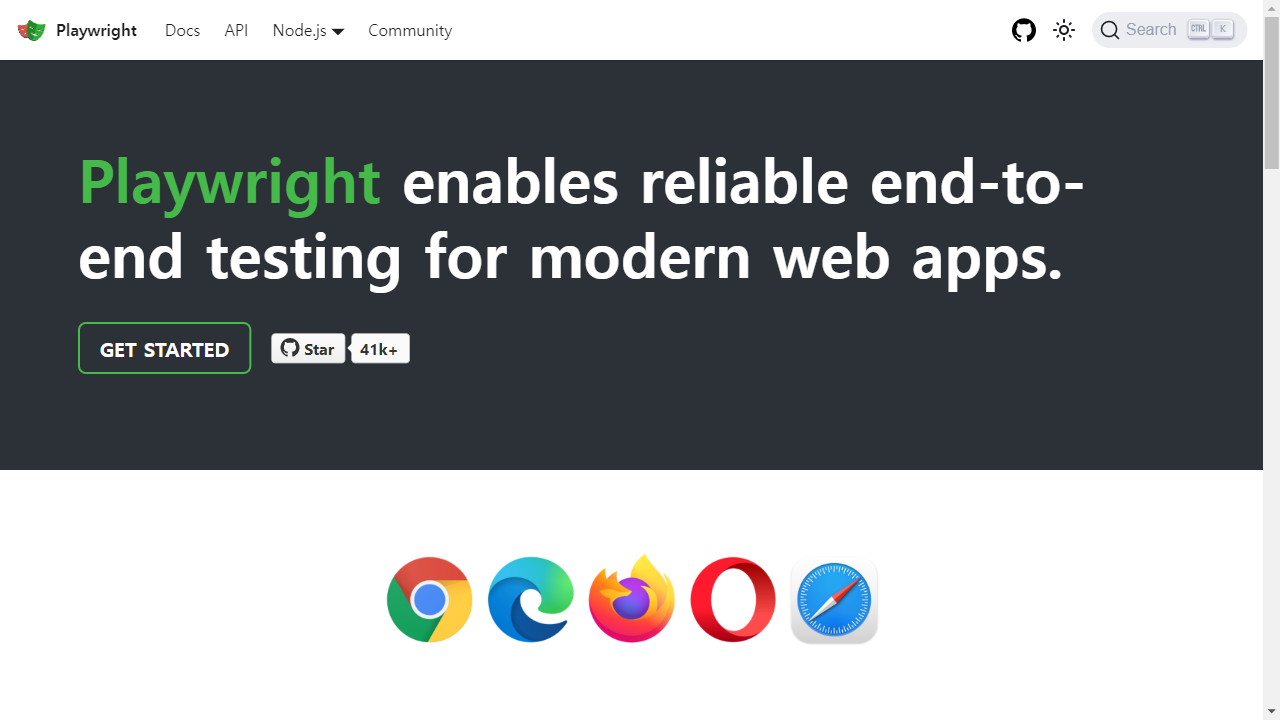 Playwright Docs API Node.js Community Search CTRL K
Playwright enables reliable end-to-
end testing for modern web apps.
GET STARTED Star 41k+